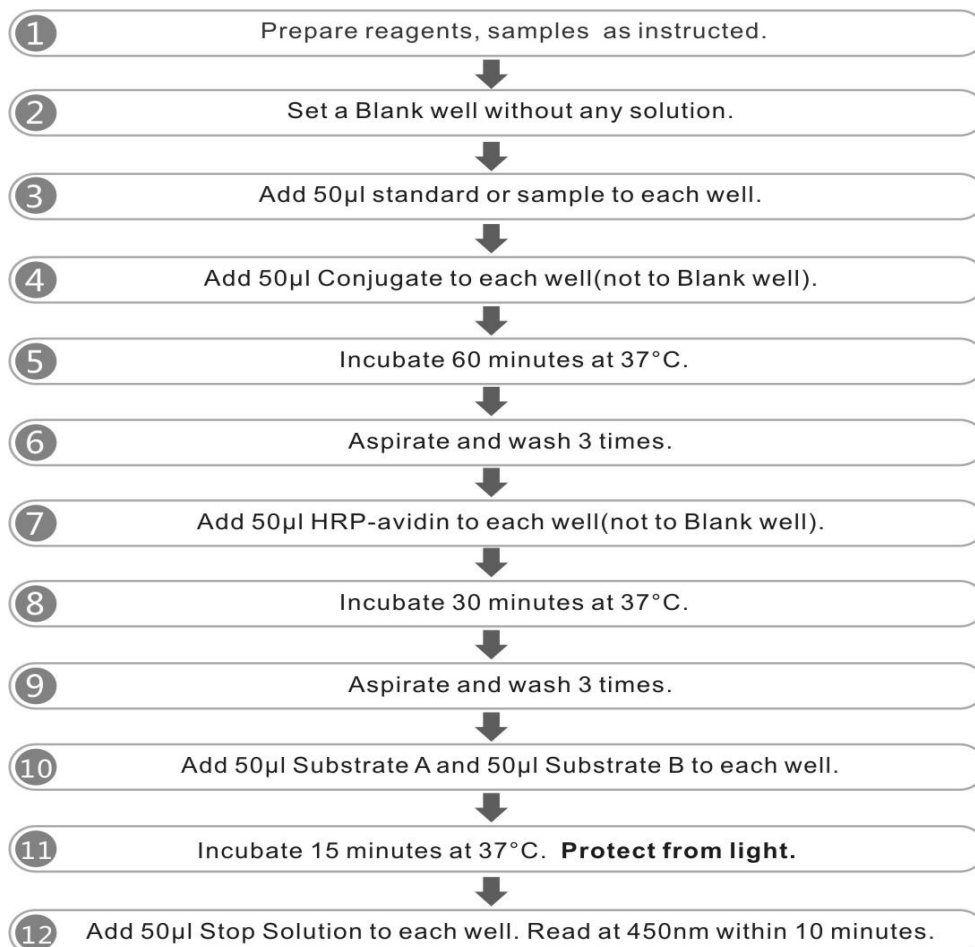 1 Prepare reagents, samples as instructed.
2 Set a Blank well without any solution.
3 Add 50µl standard or sample to each well.
4 Add 50µl Conjugate to each well(not to Blank well).
5 Incubate 60 minutes at 37°C.
6 Aspirate and wash 3 times.
7 Add 50µl HRP-avidin to each well(not to Blank well).
8 Incubate 30 minutes at 37°C.
9 Aspirate and wash 3 times.
10 Add 50µl Substrate A and 50µl Substrate B to each well.
11 Incubate 15 minutes at 37°C. Protect from light.
12 Add 50µl Stop Solution to each well. Read at 450nm within 10 minutes.